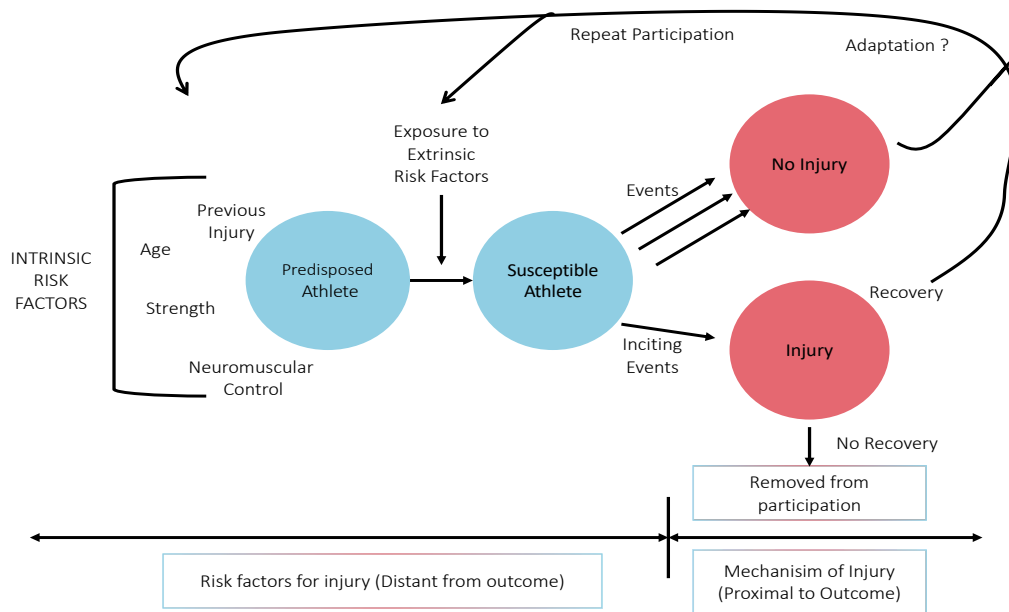 Repeat Participation
Adaptation ?
Exposure to
Extrinsic
Risk Factors
No Injury
Events
Previous
Injury
Age
INTRINSIC
RISK
FACTORS
Strength
Neuromuscular
Control
Predisposed
Athlete
Susceptible
Athlete
Recovery
Inciting
Events
Injury
No Recovery
Removed from
participation
Risk factors for injury (Distant from outcome)
Mechanisim of Injury
(Proximal to Outcome)